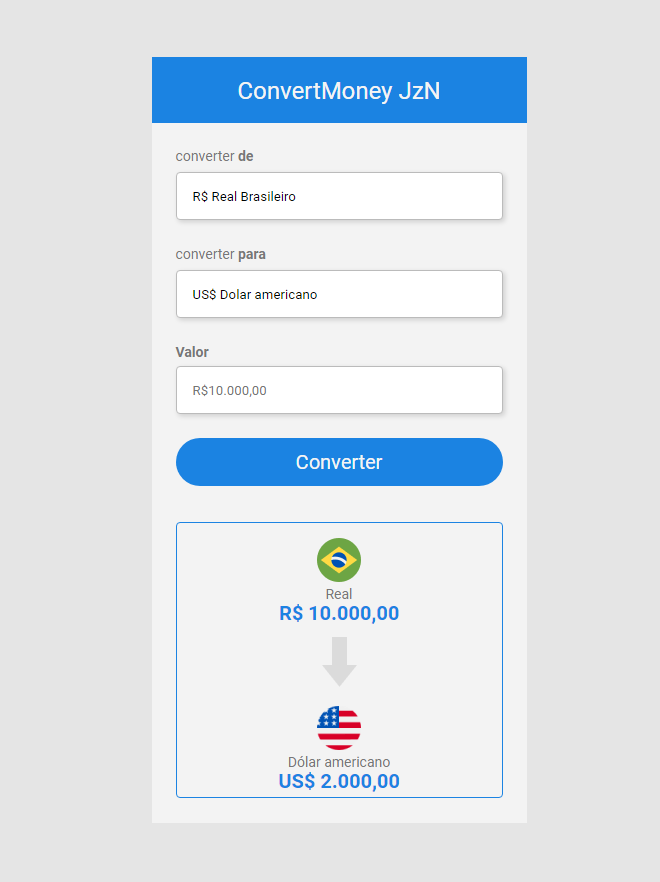 ConvertMoney JzN
converter de
R$ Real Brasileiro
converter para
US$ Dolar americano
Valor
R$10.000,00
Converter
Real
R$ 10.000,00
Dólar americano
US$ 2.000,00